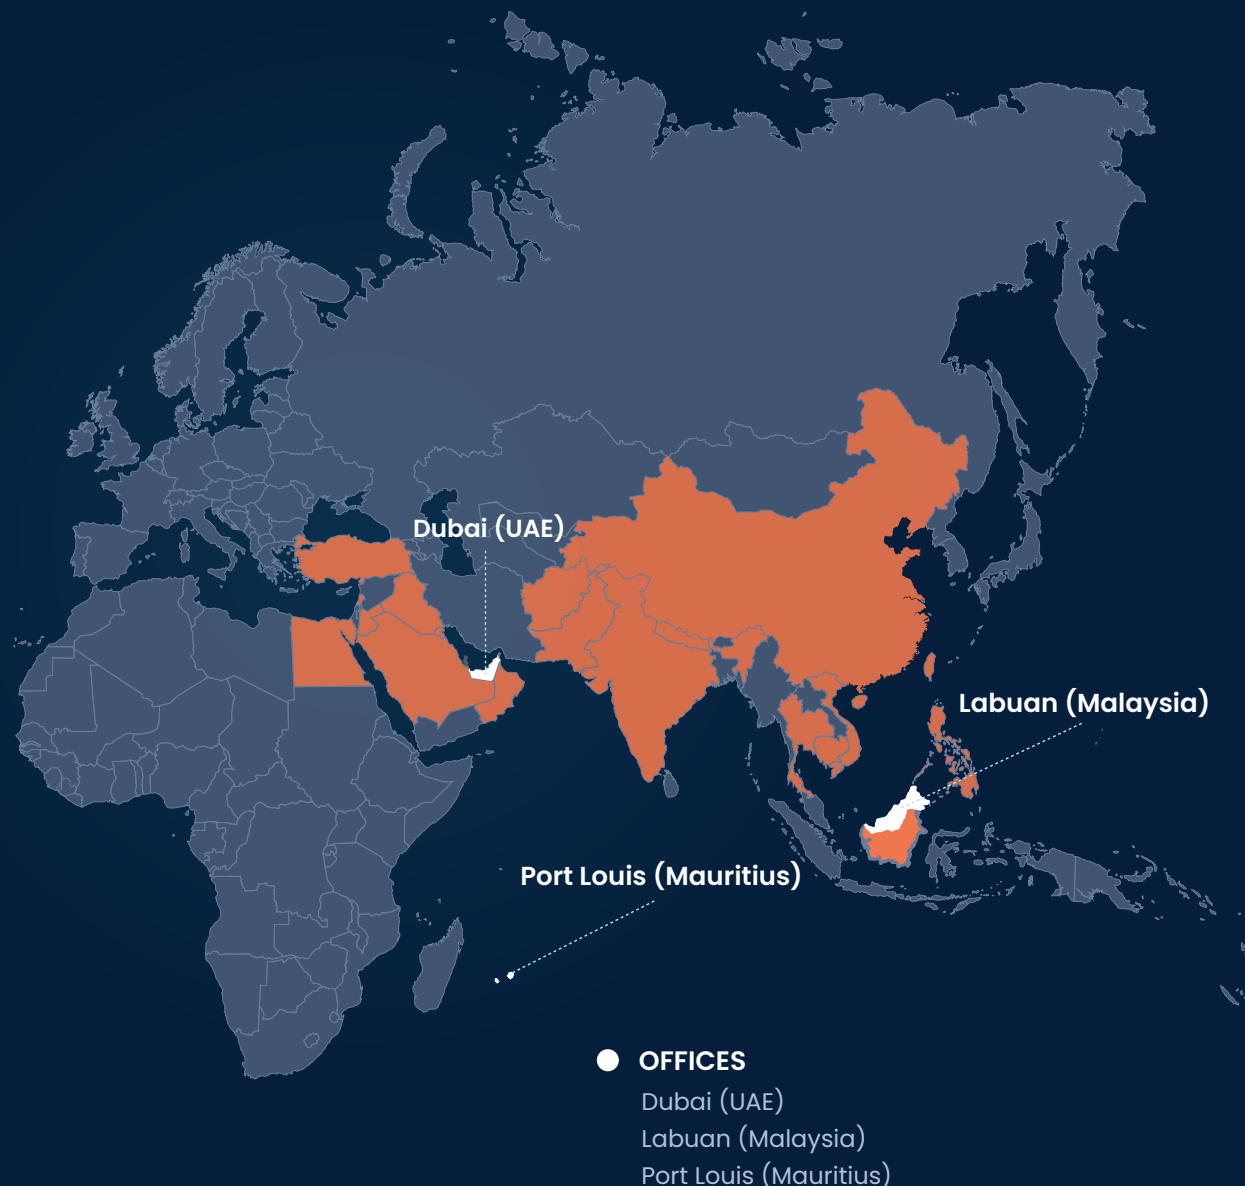 Dubai (UAE)
Labuan (Malaysia)
Port Louis (Mauritius)
OFFICES
Dubai (UAE)
Labuan (Malaysia)
Port Louis (Mauritius)